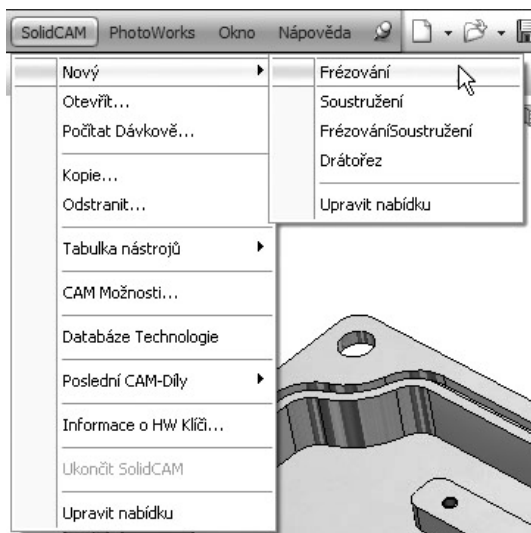 SolidCAM PhotoWorks Okno Nápověda
Nový
Otevřít...
Počítat Dávkově...
Kopie...
Odstranit...
Tabulka nástrojů
CAM Možnosti...
Databáze Technologie
Poslední CAM-Díly
Informace o HW Klíči...
Ukončit SolidCAM
Upravit nabídku
Frézování
Soustružení
FrézováníSoustružení
Drátořez
Upravit nabídku